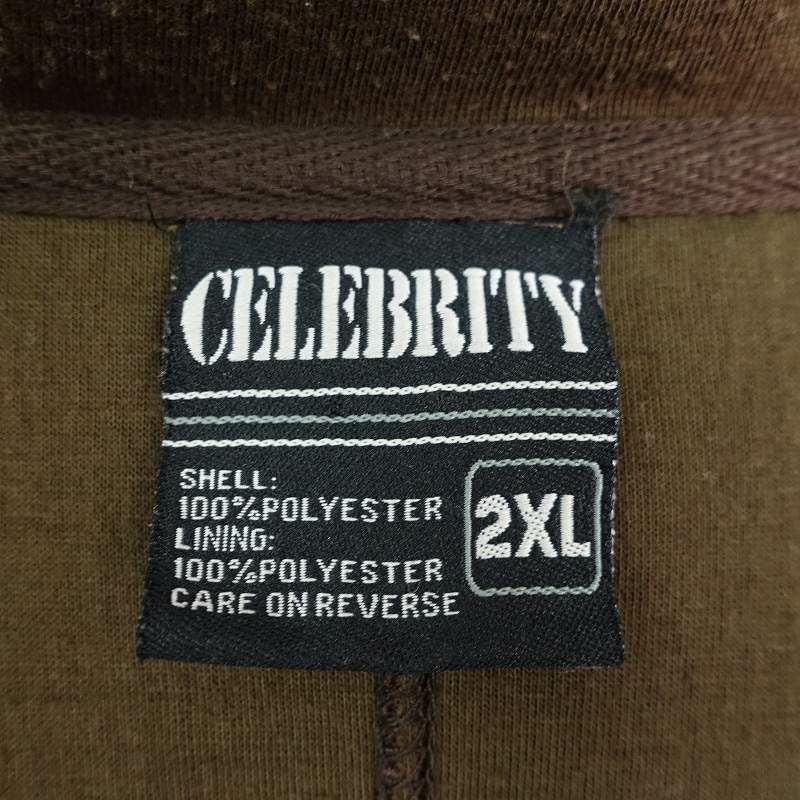 CELEBRITY
SHELL:
100%POLYESTER
LINING:
100%POLYESTER
CARE ON REVERSE
2XL